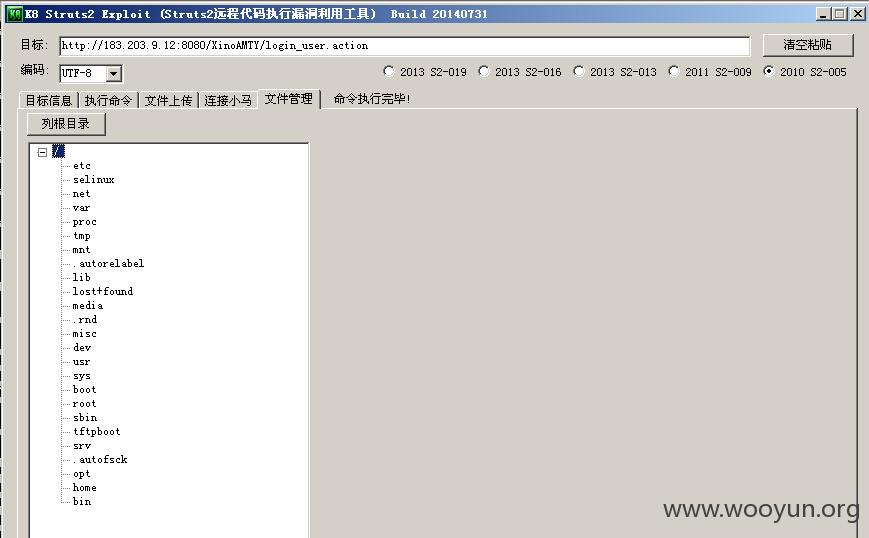 K8 Struts2 Exploit (Struts2远程代码执行漏洞利用工具) Build 20140731
目标: http://183.203.9.12:8080/XinoAMTY/login_user.action 清空粘贴
编码: UTF-8 2013 S2-019 2013 S2-016 2013 S2-013 2011 S2-009 2010 S2-005
目标信息 执行命令 文件上传 连接小马 文件管理 命令执行完毕!
列根目录
/
etc
selinux
net
var
proc
tmp
mnt
.autorelabel
lib
lost+found
media
.rnd
misc
dev
usr
sys
boot
root
sbin
tftpboot
srv
.autofsck
opt
home
bin
www.wooyun.org